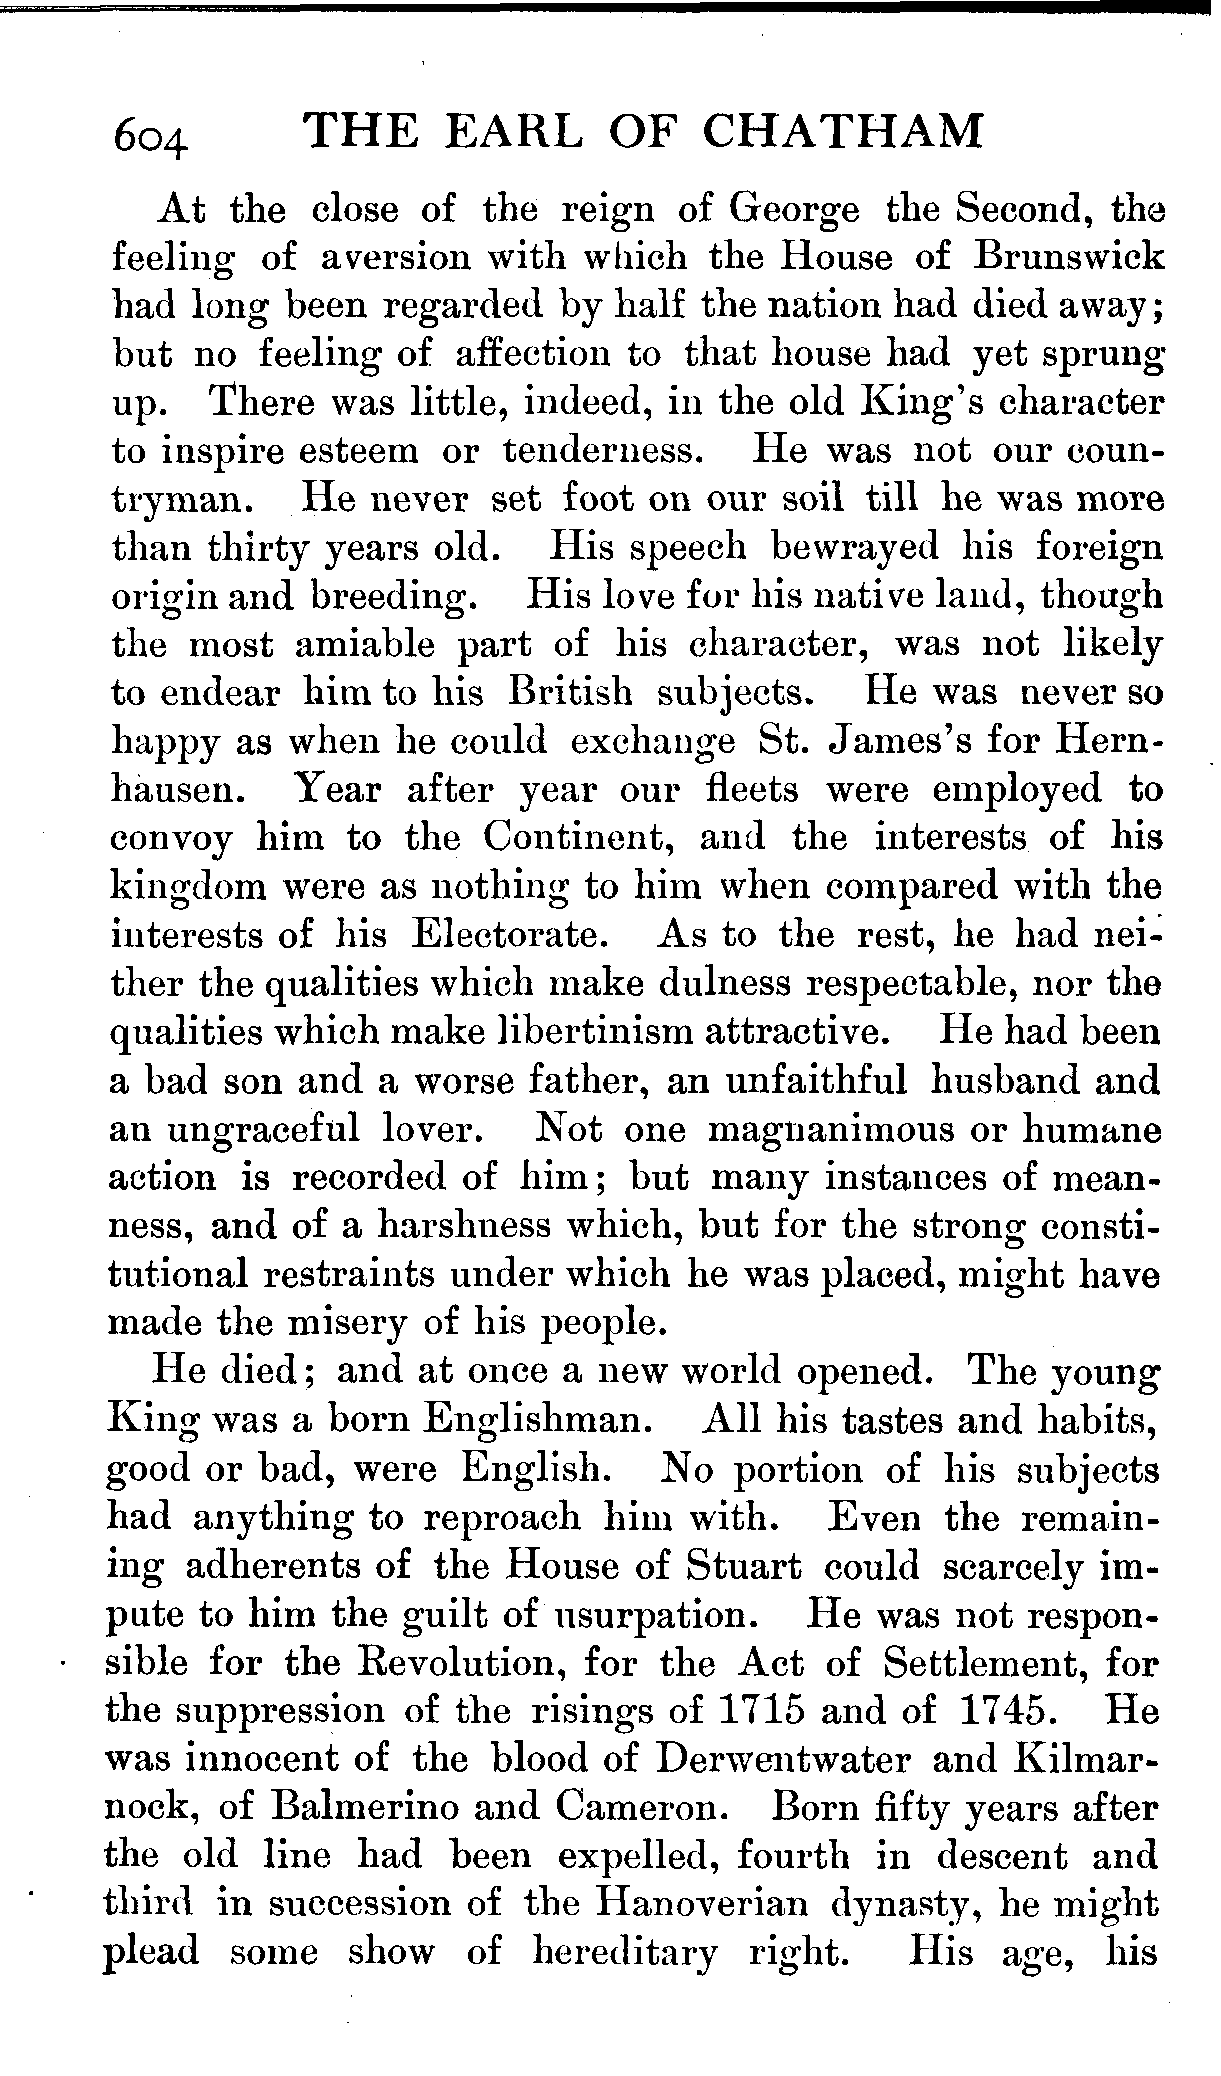 604 THE EARL OF CHATHAM
At the close of the reign of George the Second, the
feeling of aversion with which the House of Brunswick
had long been regarded by half the nation had died away;
but no feeling of affection to that house had yet sprung
up. There was little, indeed, in the old King's character
to inspire esteem or tenderness. He was not our coun-
tryman. He never set foot on our soil till he was more
than thirty years old. His speech bewrayed his foreign
origin and breeding. His love for his native land, though
the most amiable part of his character, was not likely
to endear him to his British subjects. He was never so
happy as when he could exchange St. James's for Hern-
hausen. Year after year our fleets were employed to
convoy him to the Continent, and the interests of his
kingdom were as nothing to him when compared with the
interests of his Electorate. As to the rest, he had nei-
ther the qualities which make dulness respectable, nor the
qualities which make libertinism attractive. He had been
a bad son and a worse father, an unfaithful husband and
an ungraceful lover. Not one magnanimous or humane
action is recorded of him; but many instances of mean-
ness, and of a harshness which, but for the strong consti-
tutional restraints under which he was placed, might have
made the misery of his people.
He died; and at once a new world opened. The young
King was a born Englishman. All his tastes and habits,
good or bad, were English. No portion of his subjects
had anything to reproach him with. Even the remain-
ing adherents of the House of Stuart could scarcely im-
pute to him the guilt of usurpation. He was not respon-
sible for the Revolution, for the Act of Settlement, for
the suppression of the risings of 1715 and of 1745. He
was innocent of the blood of Derwentwater and Kilmar-
nock, of Balmerino and Cameron. Born fifty years after
the old line had been expelled, fourth in descent and
third in succession of the Hanoverian dynasty, he might
plead some show of hereditary right. His age, his